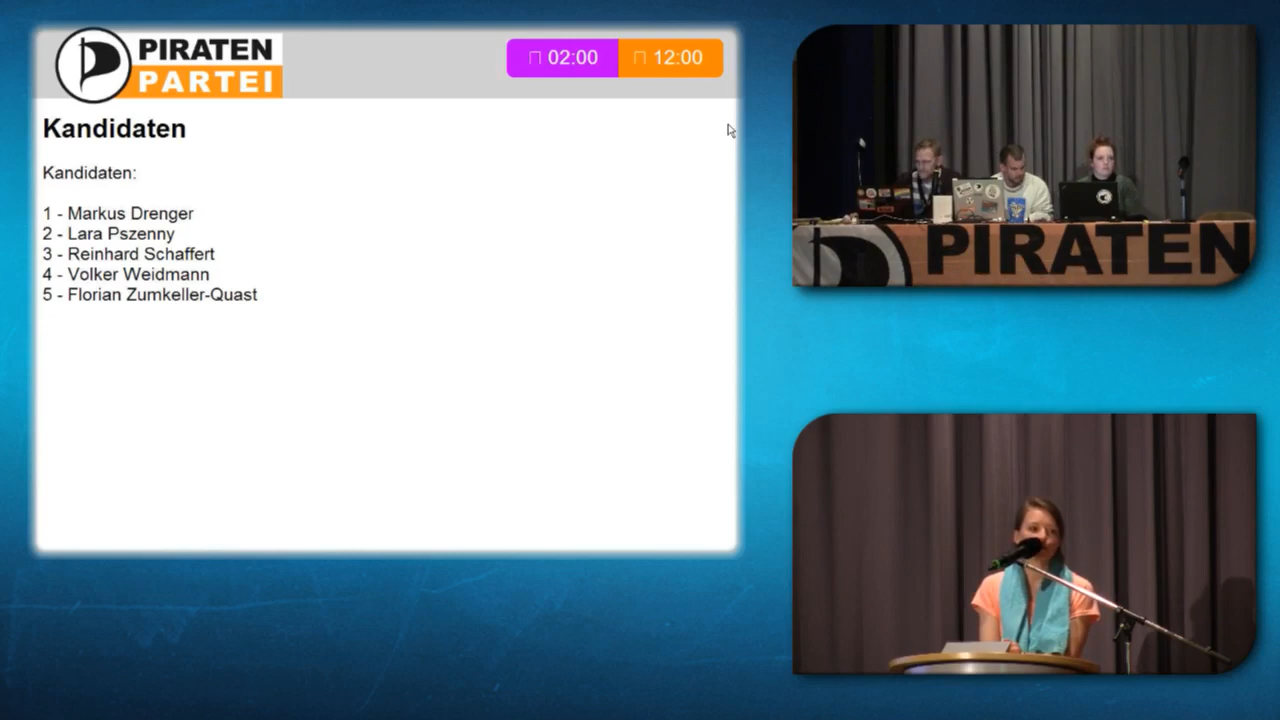 PIRATEN
PARTEI
02:00
12:00
Kandidaten
Kandidaten:
1 - Markus Drenger
2 - Lara Pszenny
3 - Reinhard Schaffert
4 - Volker Weidmann
5 - Florian Zumkeller-Quast
PIRATEN